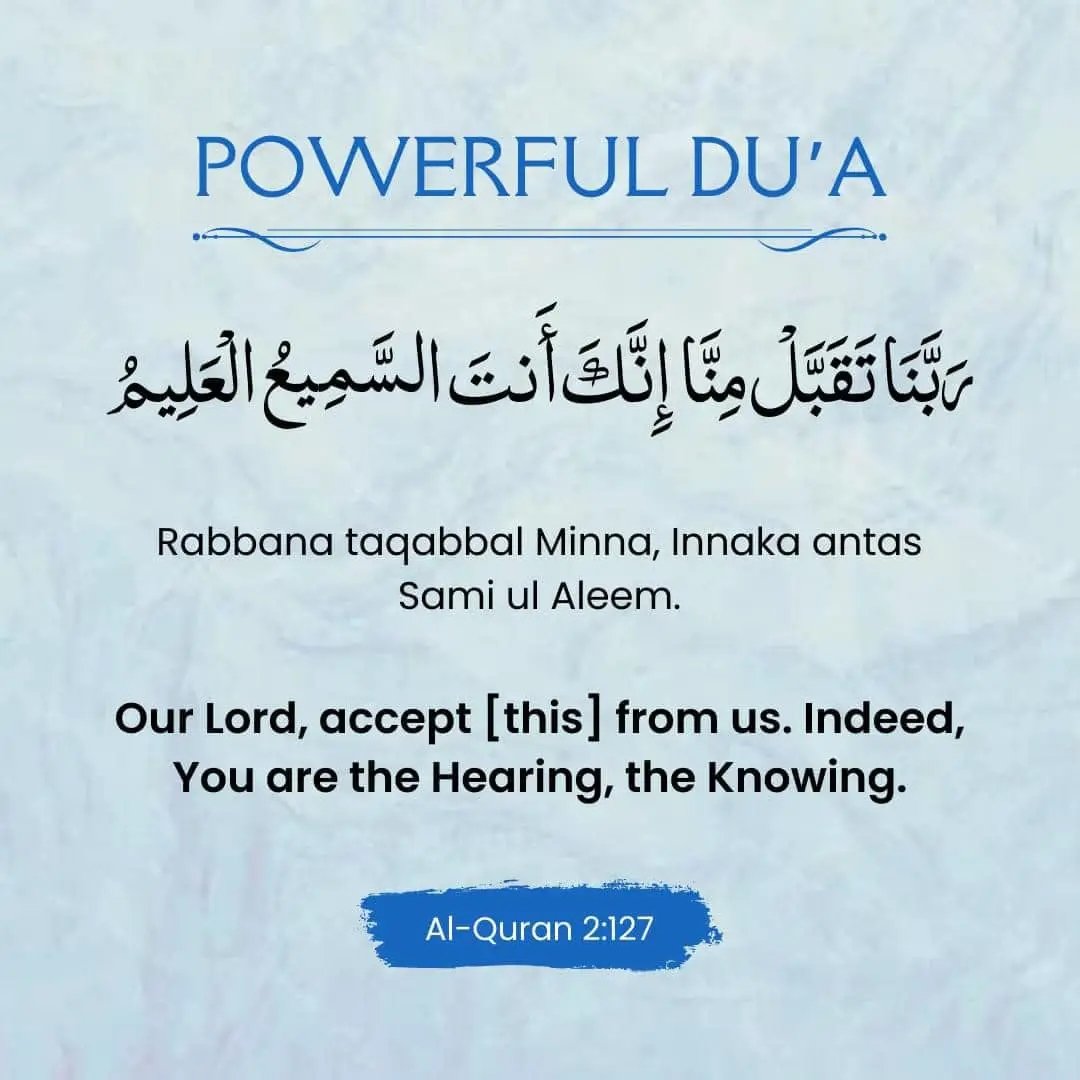 POWERFUL DU'A
رَبَّنَا تَقَبَّلْ مِنَّا إِنَّكَ أَنتَ السَّمِيعُ الْعَلِيمُ
Rabbana taqabbal Minna, Innaka antas
Sami ul Aleem.
Our Lord, accept [this] from us. Indeed,
You are the Hearing, the Knowing.
Al-Quran 2:127